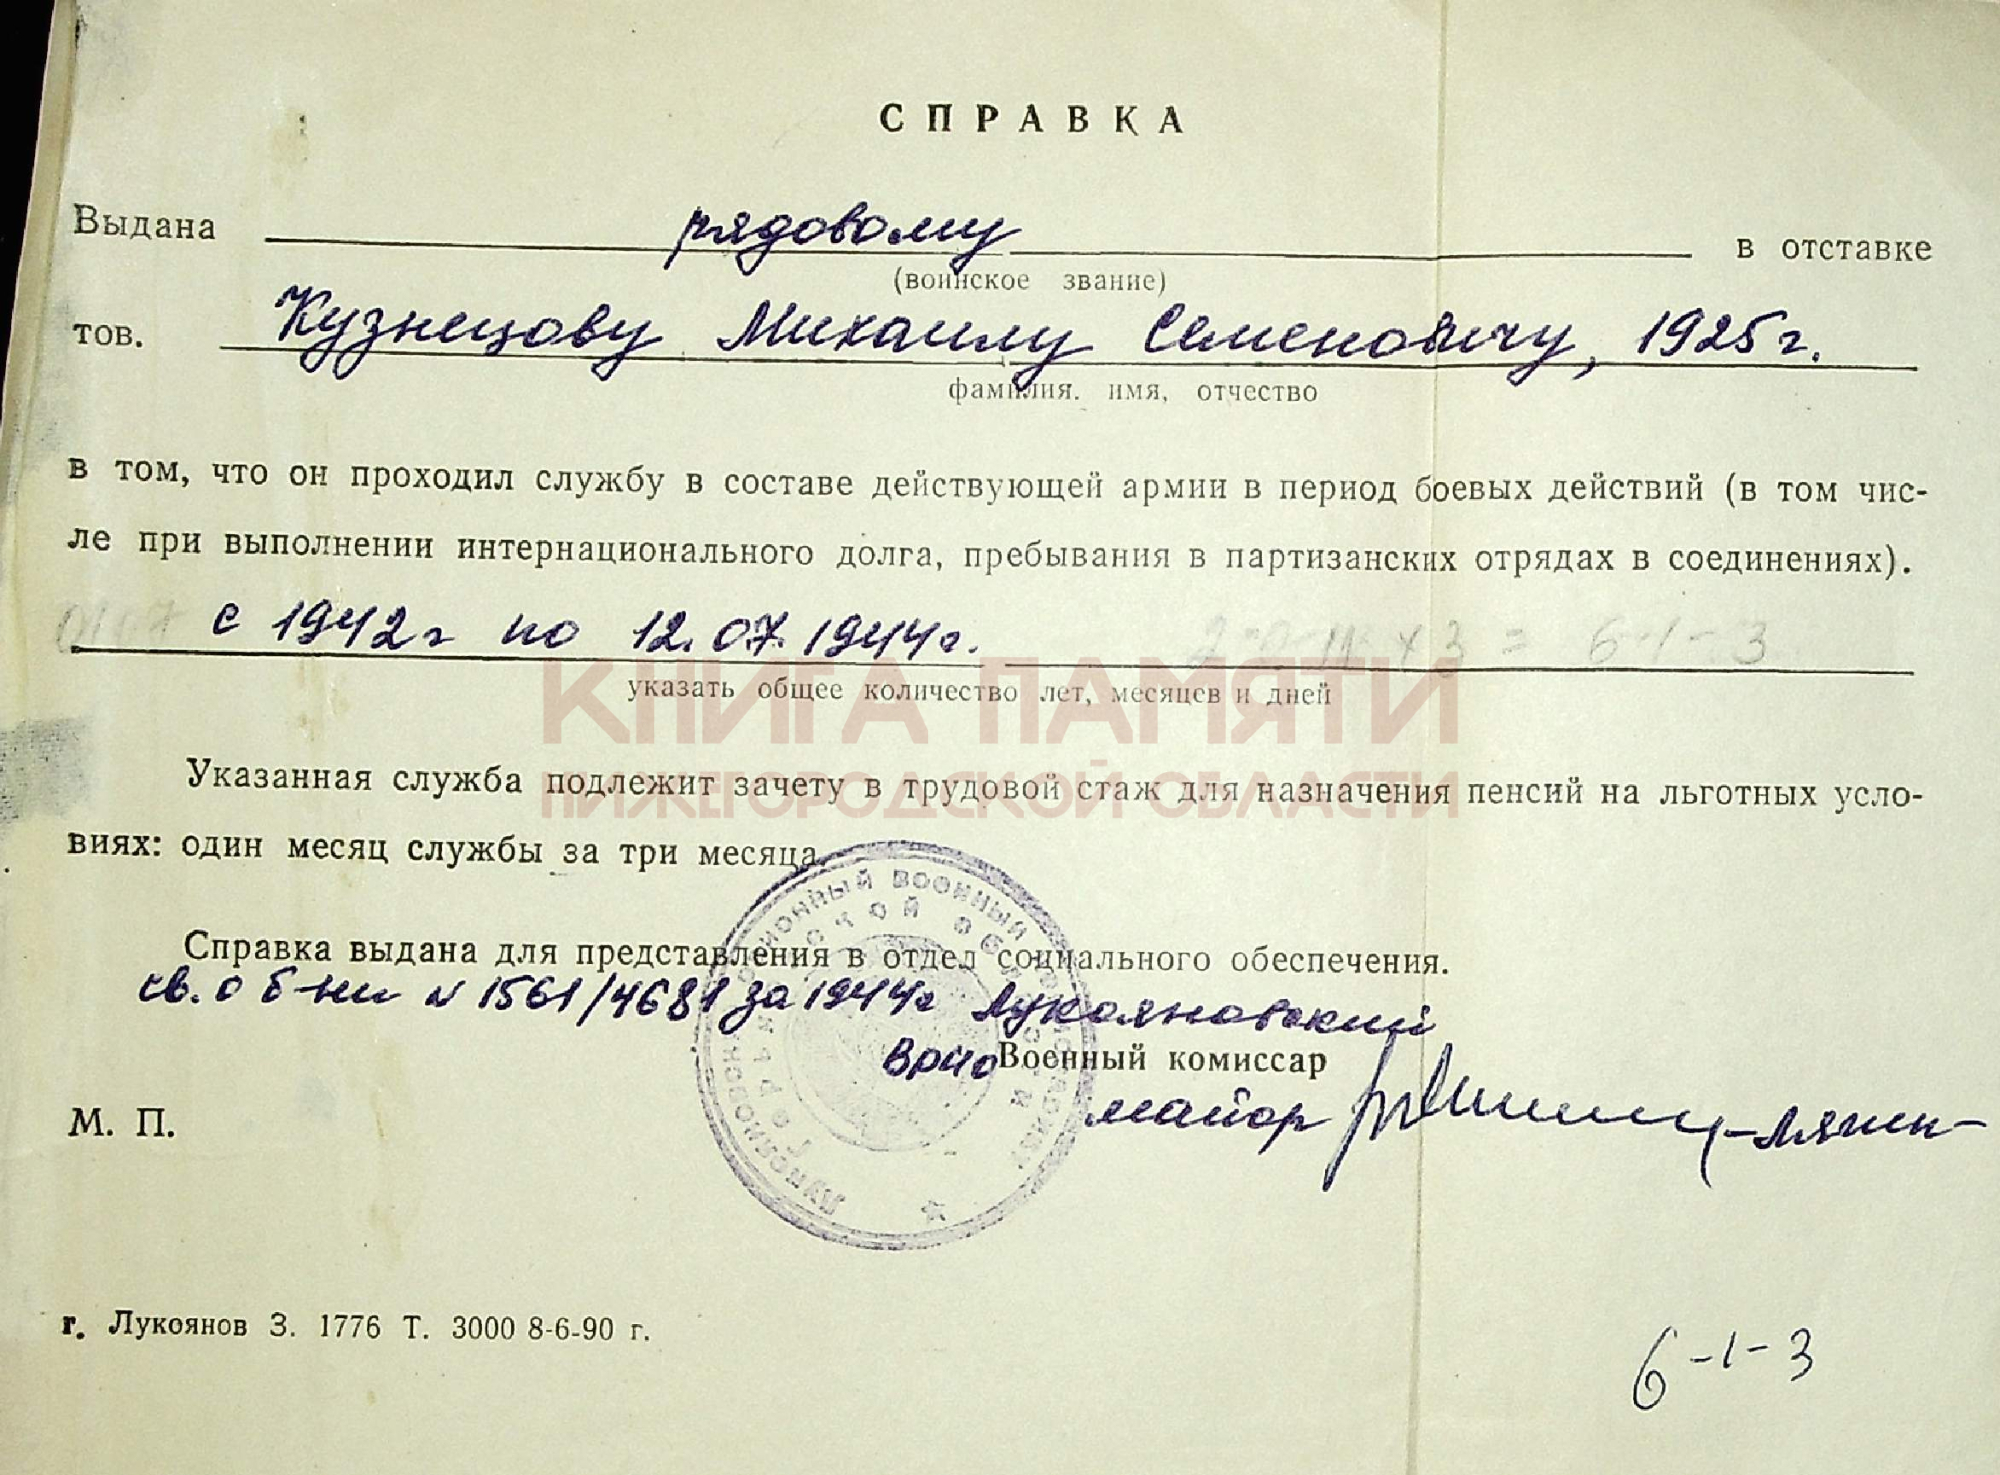 СПРАВКА
Выдана рядовому в отставке
(воинское звание)
тов. Кузнецову Михаилу Семеновичу, 1925г.
фамилия. имя, отчество
в том, что он проходил службу в составе действующей армии в период боевых действий (в том чис-
ле при выполнении интернационального долга, пребывания в партизанских отрядах в соединениях).
с 1942г по 12.07.1944г. х 3 = 6-1-3
указать общее количество лет, месяцев и дней
КНИГА ПАМЯТИ
НИЖЕГОРОДСКОЙ ОБЛАСТИ
Указанная служба подлежит зачету в трудовой стаж для назначения пенсий на льготных усло-
виях: один месяц службы за три месяца.
Справка выдана для представления в отдел социального обеспечения.
св. о б-ни N 1561/4681 за 1944г Лукояновский
врио Военный комиссар
майор
М. П.
г. Лукоянов З. 1776 Т. 3000 8-6-90 г.
6-1-3